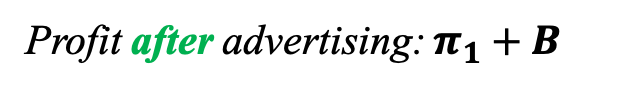 Profit after advertising: π₁ + B